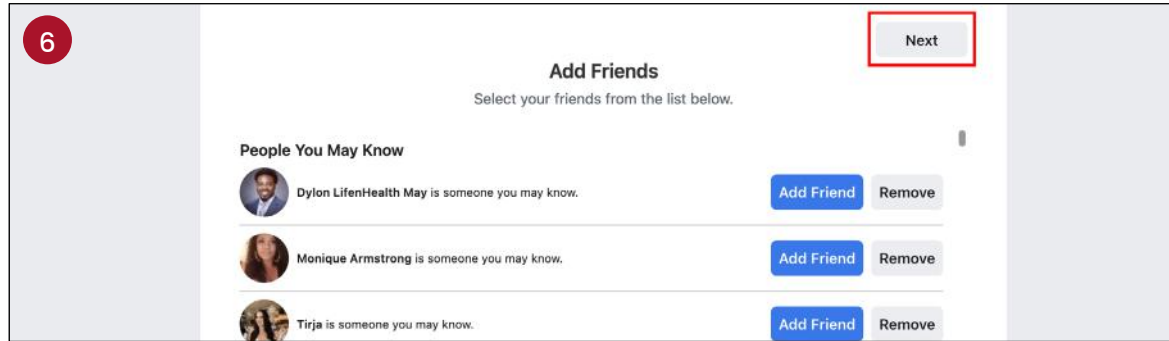 6
Next
Add Friends
Select your friends from the list below.
People You May Know
Dylon LifenHealth May is someone you may know.
Add Friend Remove
Monique Armstrong is someone you may know.
Add Friend Remove
Tirja is someone you may know.
Add Friend Remove